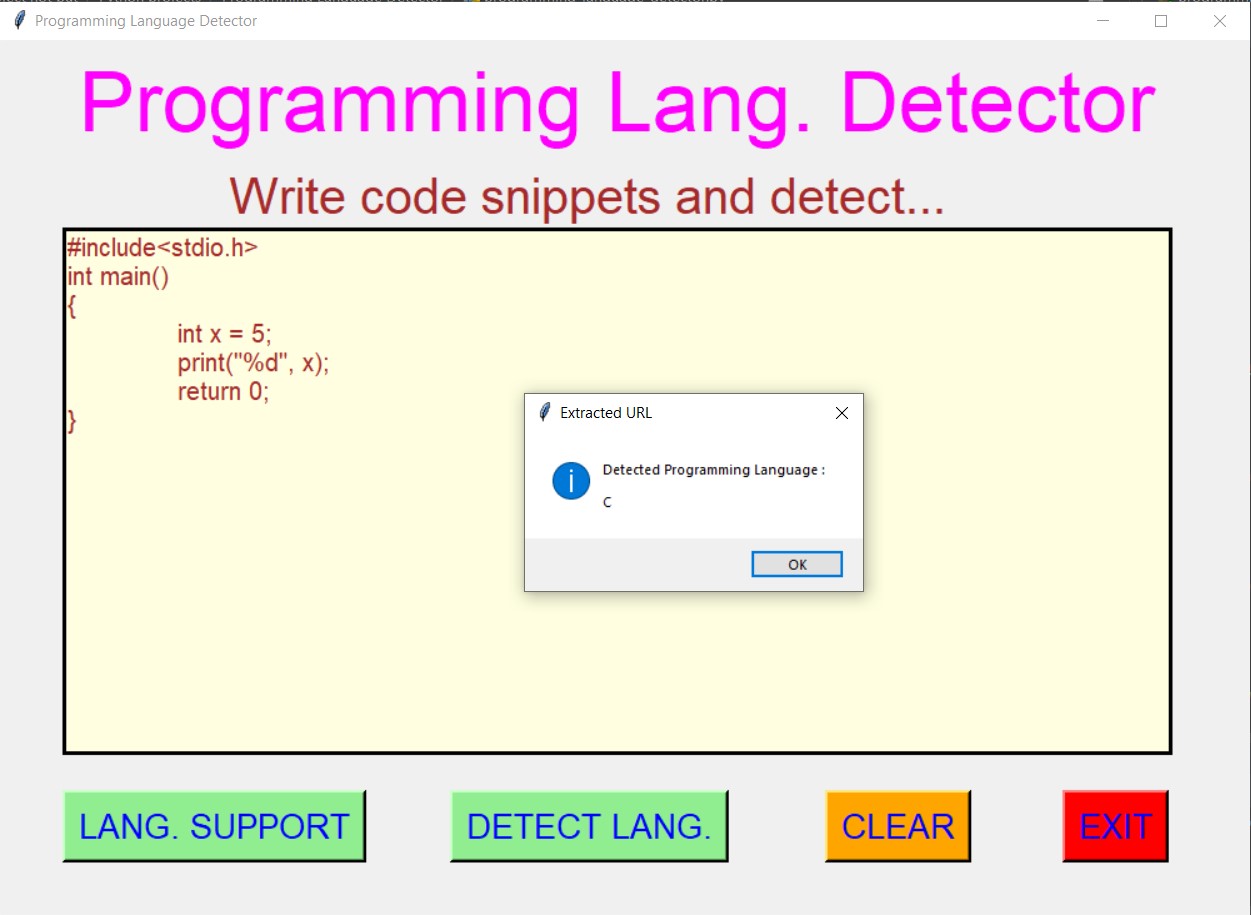 Programming Language Detector
Programming Lang. Detector
Write code snippets and detect...
#include<stdio.h>
int main()
{
int x = 5;
print("%d", x);
return 0;
}
Extracted URL
Detected Programming Language :
C
OK
LANG. SUPPORT
DETECT LANG.
CLEAR
EXIT